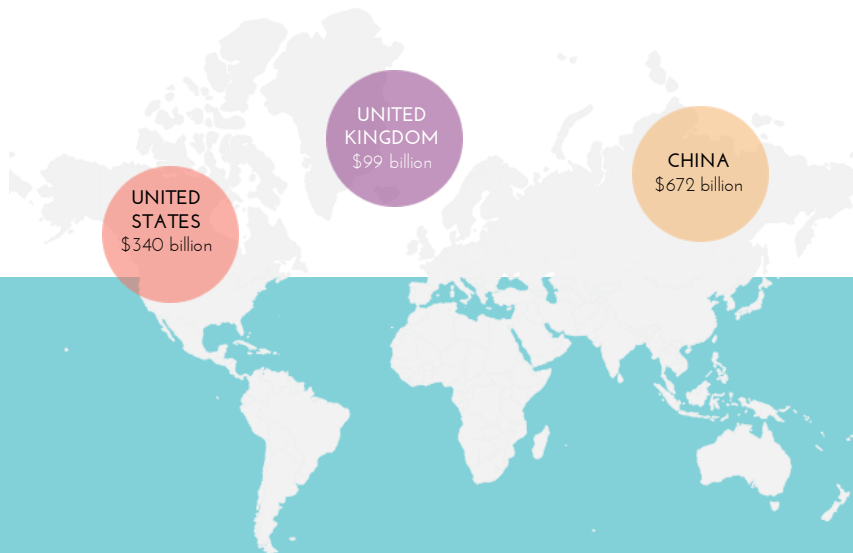 UNITED
KINGDOM
$99 billion
CHINA
$672 billion
UNITED
STATES
$340 billion